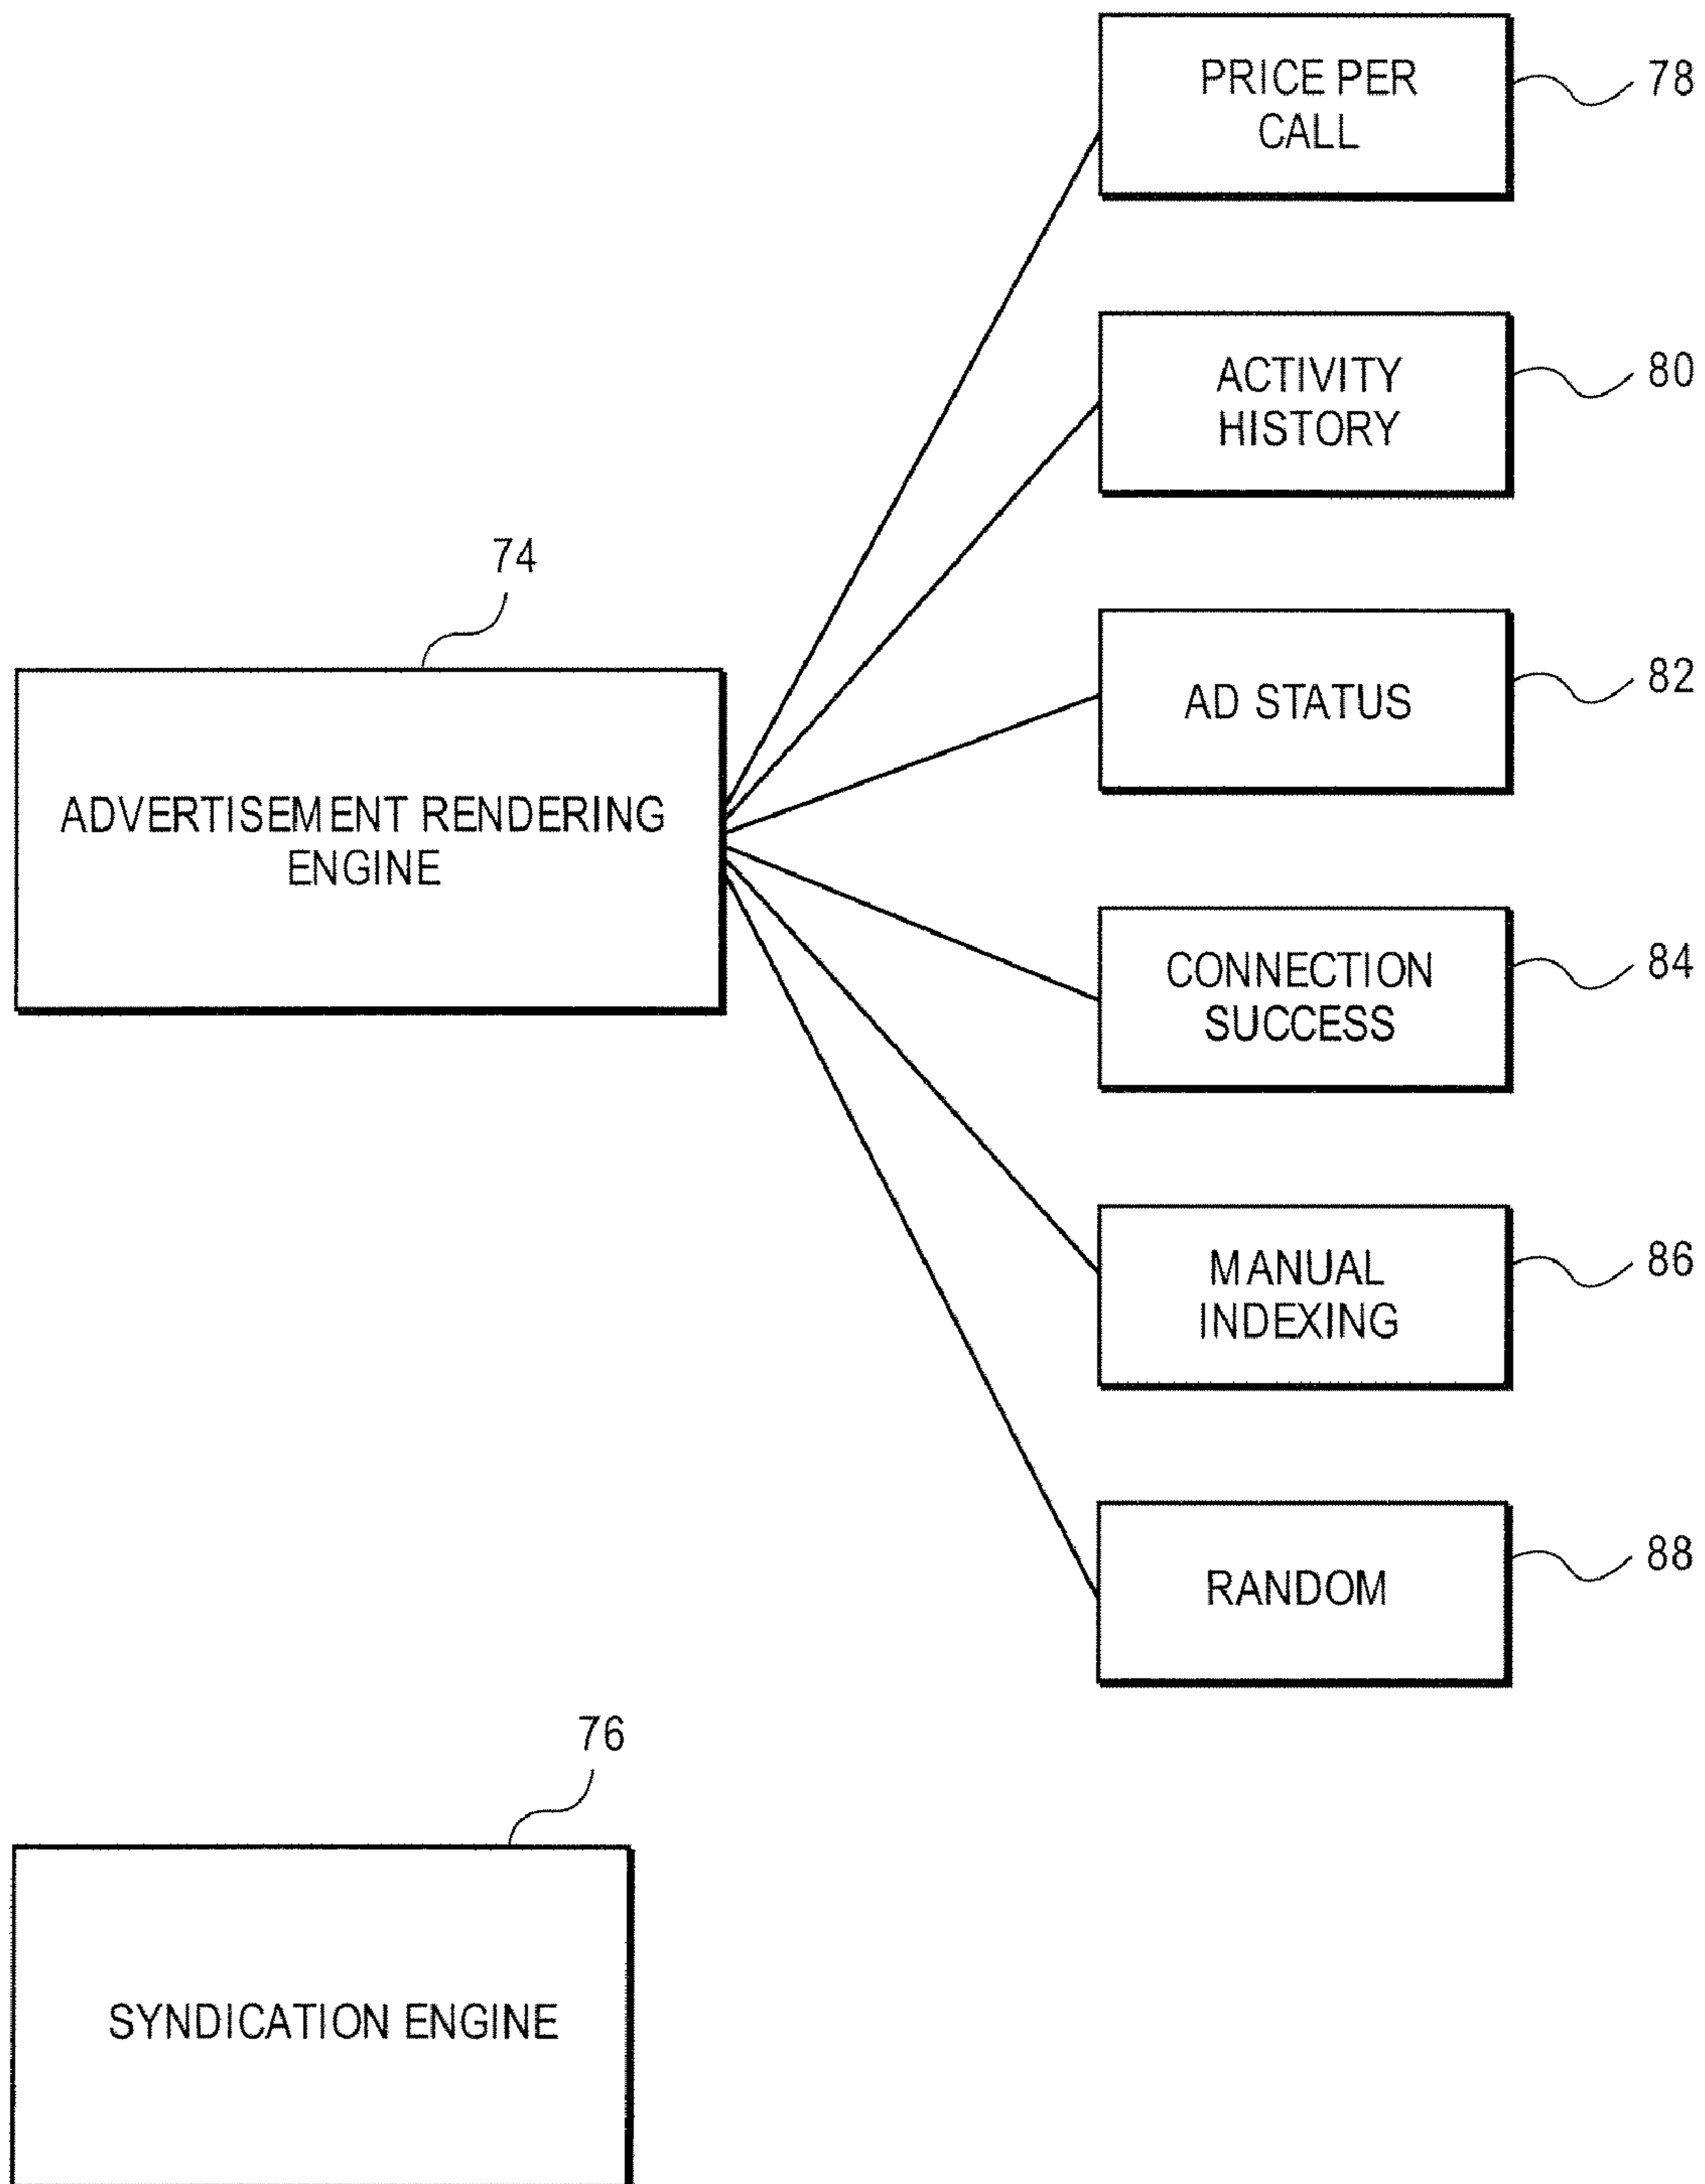 PRICE PER
CALL
78
ACTIVITY
HISTORY
80
74
AD STATUS
82
ADVERTISEMENT RENDERING
ENGINE
CONNECTION
SUCCESS
84
MANUAL
INDEXING
86
RANDOM
88
76
SYNDICATION ENGINE